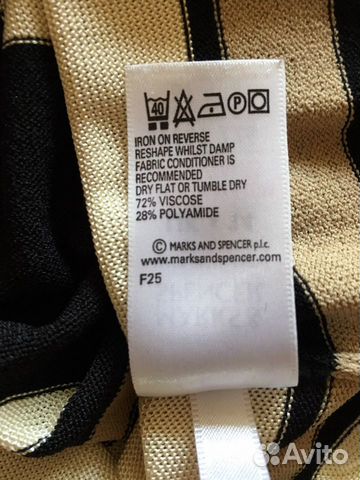 40 P
IRON ON REVERSE
RESHAPE WHILST DAMP
FABRIC CONDITIONER IS
RECOMMENDED
DRY FLAT OR TUMBLE DRY
72% VISCOSE
28% POLYAMIDE
© MARKS AND SPENCER p.l.c.
www.marksandspencer.com
F25
Avito